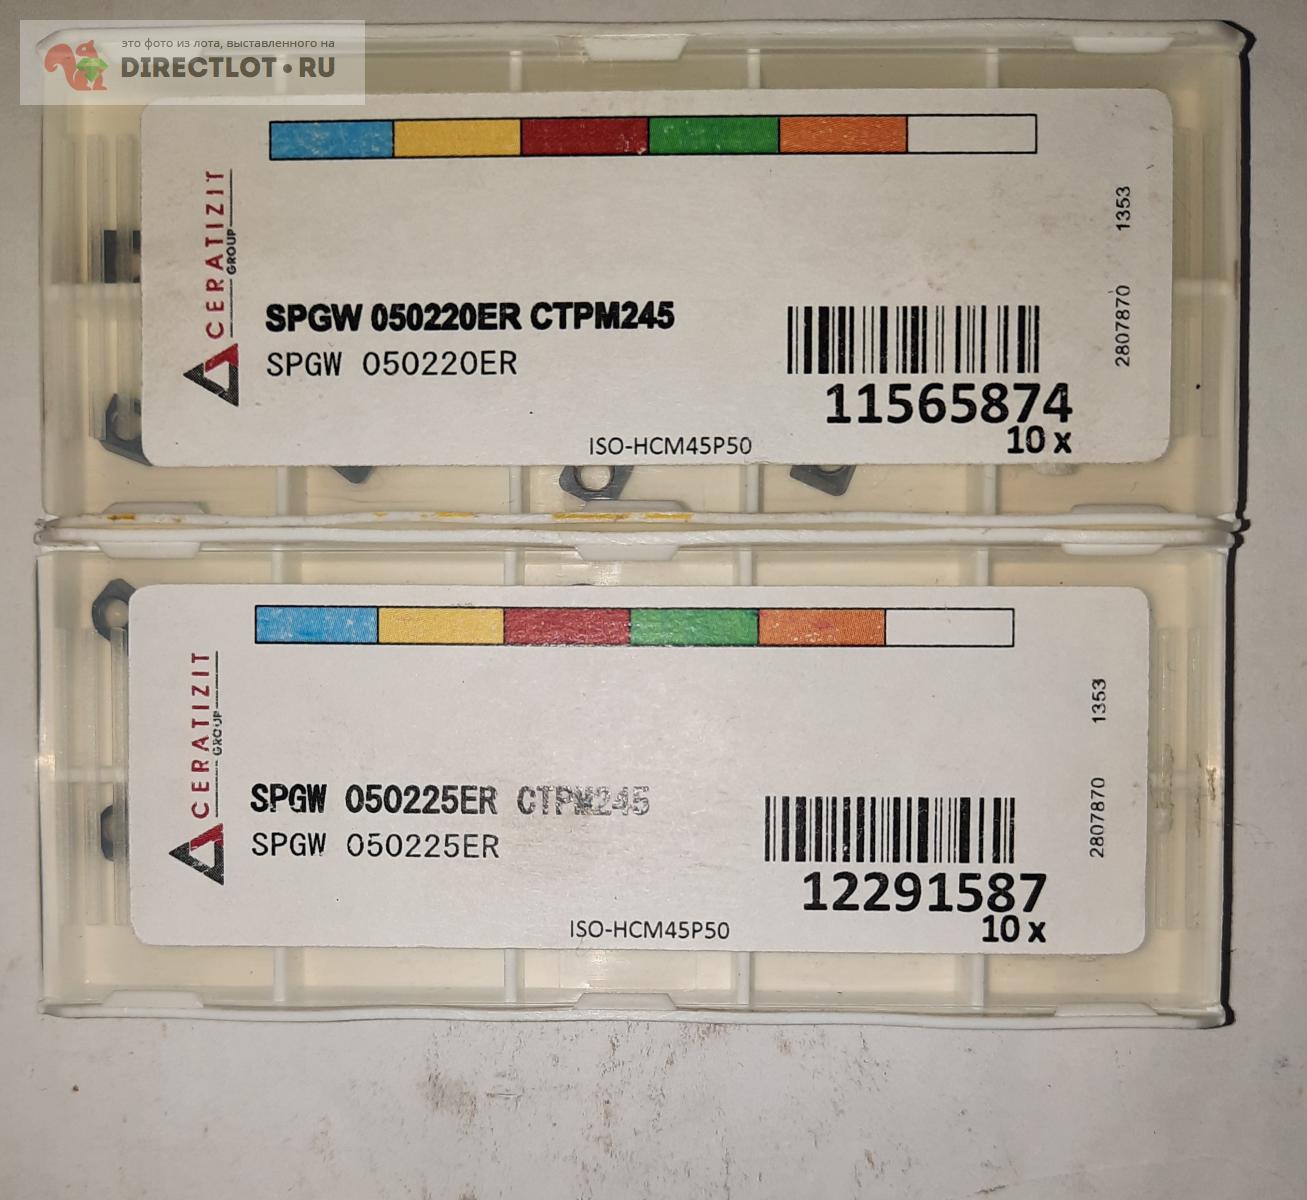 это фото из лота, выставленного на
DIRECTLOT•RU
CERATIZIT
GROUP
SPGW 050220ER CTPM245
SPGW 050220ER
ISO-HCM45P50
11565874
10 x
2807870 1353
CERATIZIT
GROUP
SPGW 050225ER CTPM245
SPGW 050225ER
ISO-HCM45P50
12291587
10 x
2807870 1353